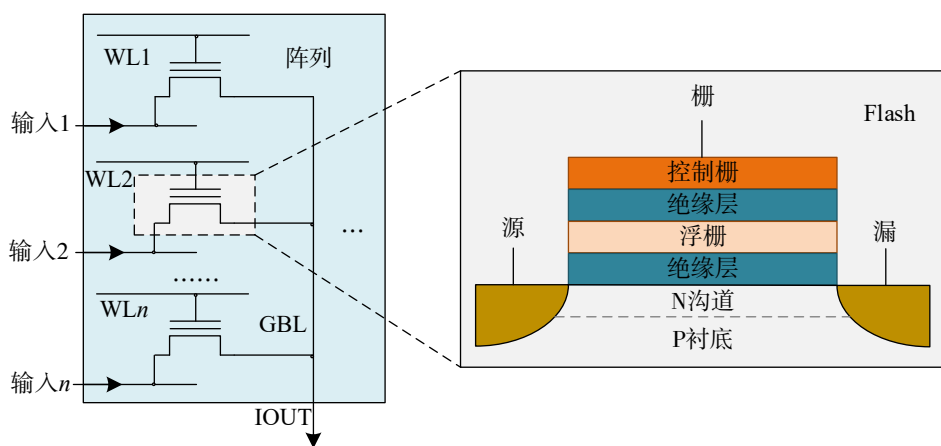 WL1
阵列
输入1
WL2
输入2
...
......
WLn
GBL
输入n
IOUT
栅
Flash
控制栅
绝缘层
浮栅
绝缘层
源
漏
N沟道
P衬底